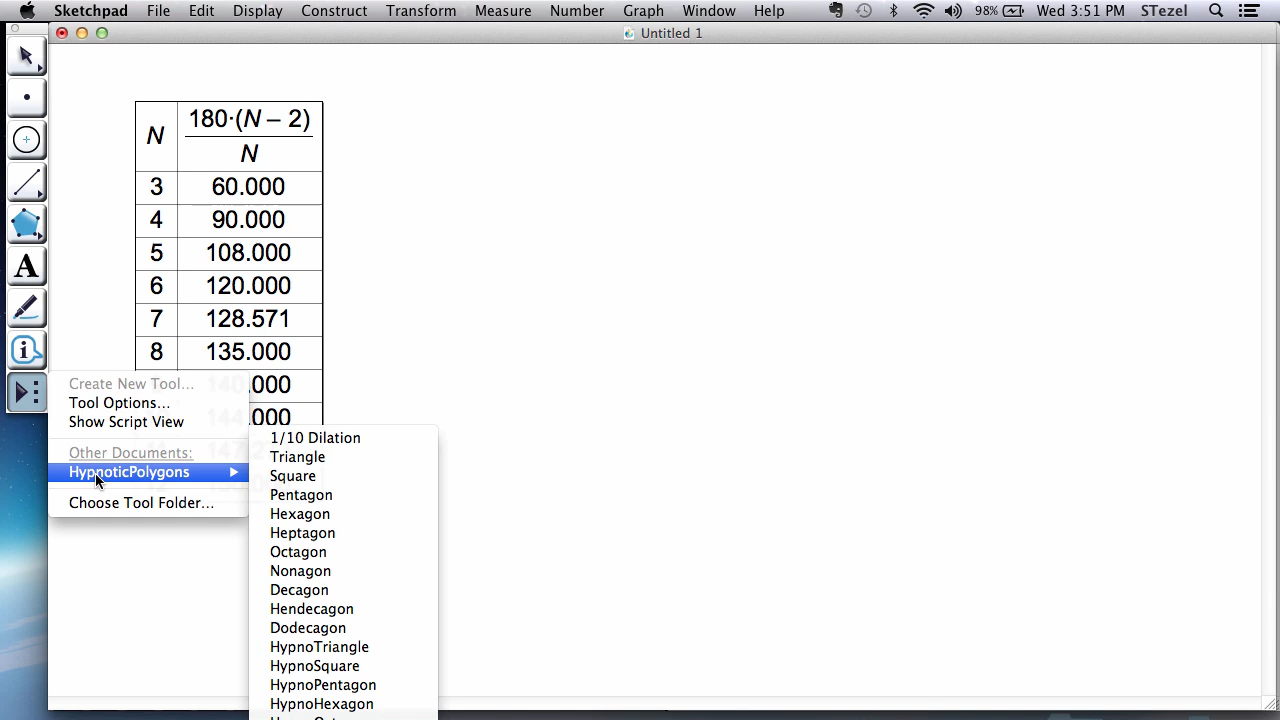 Sketchpad File Edit Display Construct Transform Measure Number Graph Window Help 98% Wed 3:51 PM STezel
Untitled 1
N 180·(N – 2)
N
3 60.000
4 90.000
5 108.000
6 120.000
7 128.571
8 135.000
A
Create New Tool...
Tool Options...
Show Script View
Other Documents:
HypnoticPolygons
Choose Tool Folder...
1/10 Dilation
Triangle
Square
Pentagon
Hexagon
Heptagon
Octagon
Nonagon
Decagon
Hendecagon
Dodecagon
HypnoTriangle
HypnoSquare
HypnoPentagon
HypnoHexagon